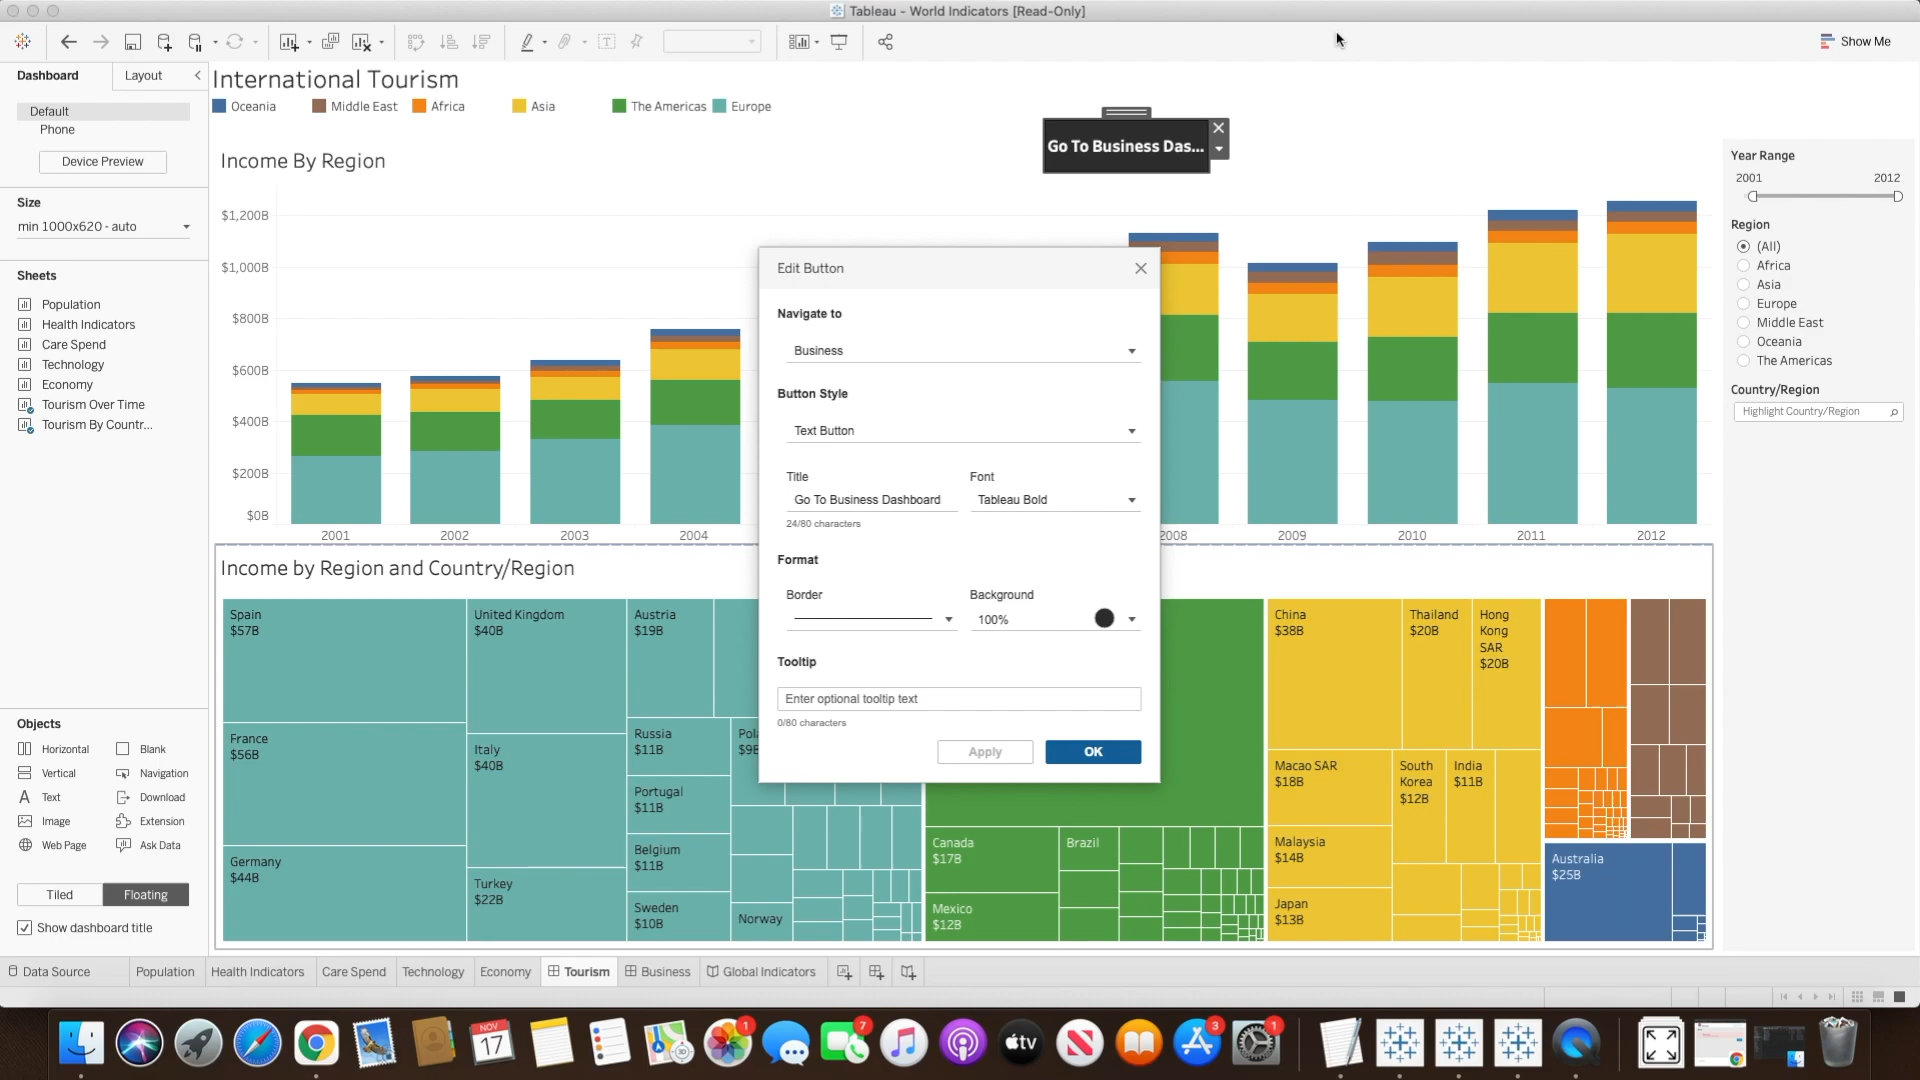 Tableau - World Indicators [Read-Only]
Show Me
Dashboard
Layout
Default
Phone
Device Preview
Size
min 1000x620 - auto
Sheets
Population
Health Indicators
Care Spend
Technology
Economy
Tourism Over Time
Tourism By Countr...
Objects
Horizontal
Blank
Vertical
Navigation
Text
Download
Image
Extension
Web Page
Ask Data
Tiled
Floating
Show dashboard title
International Tourism
Oceania
Middle East
Africa
Asia
The Americas
Europe
Go To Business Das...
Income By Region
$1,200B
$1,000B
$800B
$600B
$400B
$200B
$0B
2001
2002
2003
2004
2008
2009
2010
2011
2012
Edit Button
Navigate to
Business
Button Style
Text Button
Title
Font
Go To Business Dashboard
Tableau Bold
24/80 characters
Format
Border
Background
100%
Tooltip
Enter optional tooltip text
0/80 characters
Apply
OK
Year Range
2001
2012
Region
(All)
Africa
Asia
Europe
Middle East
Oceania
The Americas
Country/Region
Highlight Country/Region
Income by Region and Country/Region
Spain
$57B
France
$56B
Germany
$44B
United Kingdom
$40B
Italy
$40B
Turkey
$22B
Austria
$19B
Russia
$11B
Portugal
$11B
Belgium
$11B
Sweden
$10B
Norway
Canada
$17B
Mexico
$12B
Brazil
China
$38B
Thailand
$20B
Hong
Kong
SAR
$20B
Macao SAR
$18B
South
Korea
$12B
India
$11B
Malaysia
$14B
Japan
$13B
Australia
$25B
Data Source
Population
Health Indicators
Care Spend
Technology
Economy
Tourism
Business
Global Indicators
NOV
17
1
7
tv
3
1